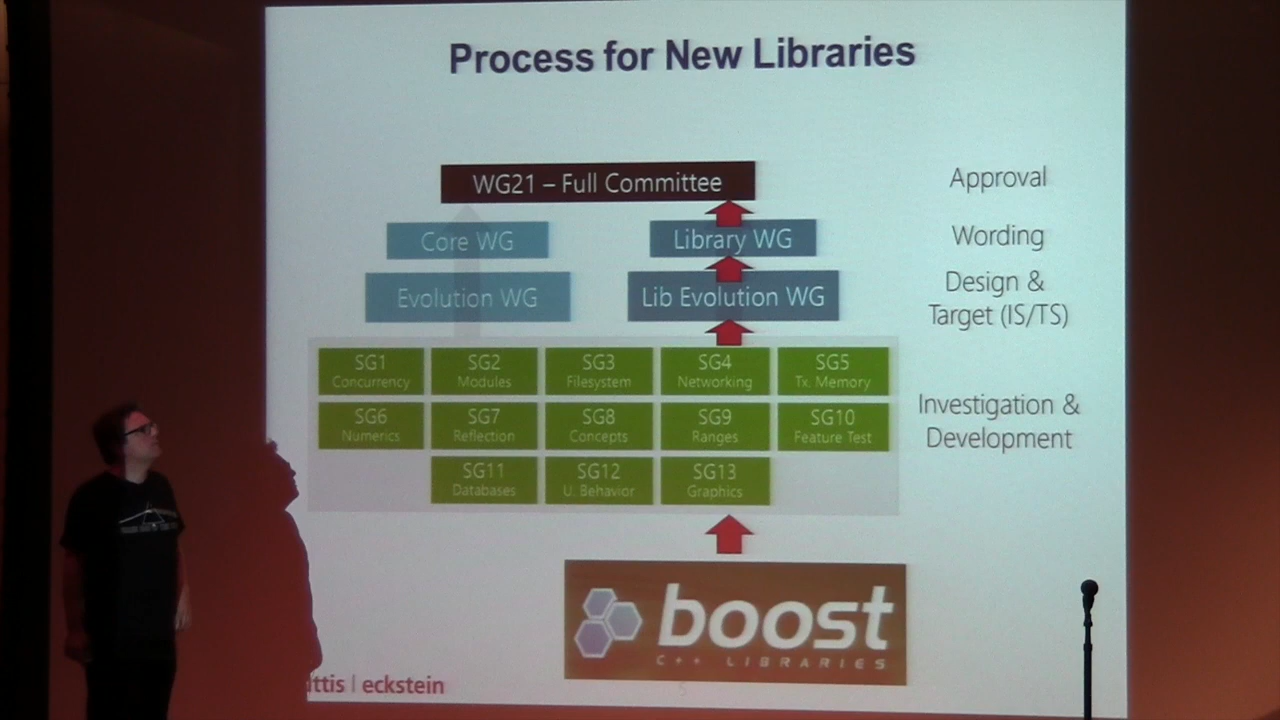 Process for New Libraries
WG21 – Full Committee
Approval
Core WG
Library WG
Wording
Evolution WG
Lib Evolution WG
Design &
Target (IS/TS)
SG1
Concurrency
SG2
Modules
SG3
Filesystem
SG4
Networking
SG5
Tx. Memory
SG6
Numerics
SG7
Reflection
SG8
Concepts
SG9
Ranges
SG10
Feature Test
Investigation &
Development
SG11
Databases
SG12
U. Behavior
SG13
Graphics
boost
C++ LIBRARIES
ittis | eckstein
5